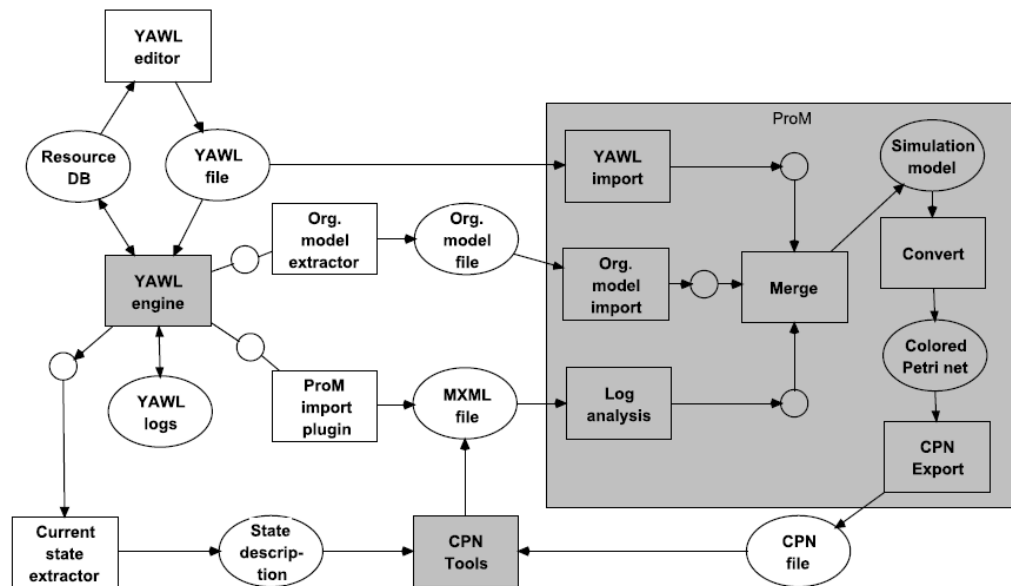 YAWL
editor
ProM
Resource
DB
YAWL
file
YAWL
import
Simulation
model
Org.
model
extractor
Org.
model
file
Org.
model
import
Merge
Convert
YAWL
engine
YAWL
logs
ProM
import
plugin
MXML
file
Log
analysis
Colored
Petri net
CPN
Export
Current
state
extractor
State
descrip-
tion
CPN
Tools
CPN
file